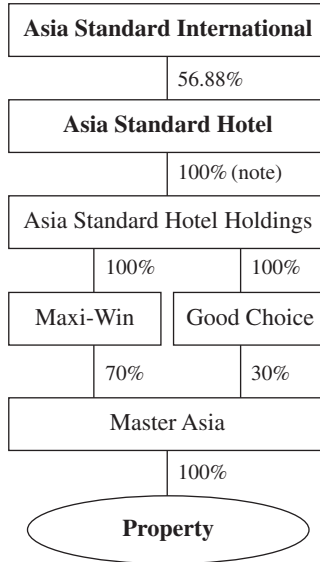 Asia Standard International
56.88%
Asia Standard Hotel
100% (note)
Asia Standard Hotel Holdings
100% 100%
Maxi-Win Good Choice
70% 30%
Master Asia
100%
Property